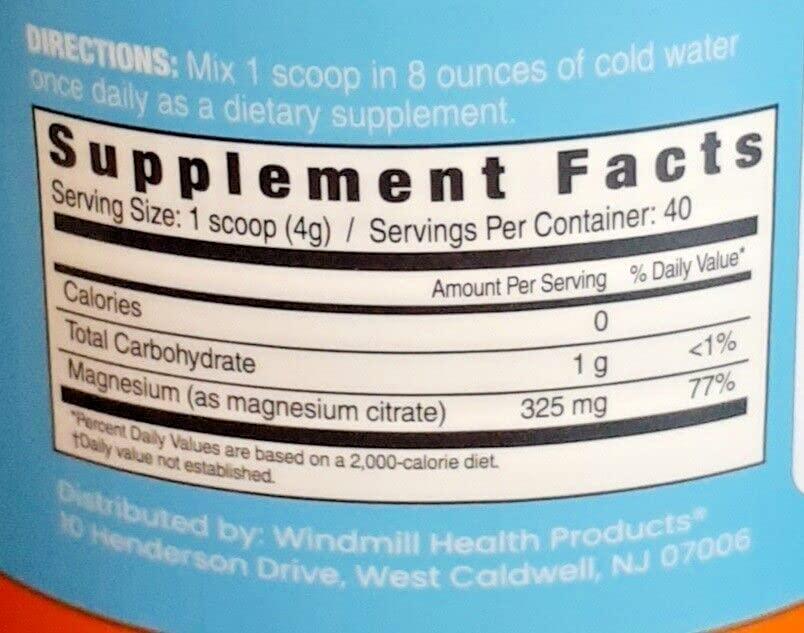 DIRECTIONS: Mix 1 scoop in 8 ounces of cold water
once daily as a dietary supplement.
Supplement Facts
Serving Size: 1 scoop (4g) / Servings Per Container: 40
Amount Per Serving % Daily Value*
Calories 0
Total Carbohydrate 1 g <1%
Magnesium (as magnesium citrate) 325 mg 77%
*Percent Daily Values are based on a 2,000-calorie diet.
†Daily value not established.
Distributed by: Windmill Health Products®
10 Henderson Drive, West Caldwell, NJ 07006